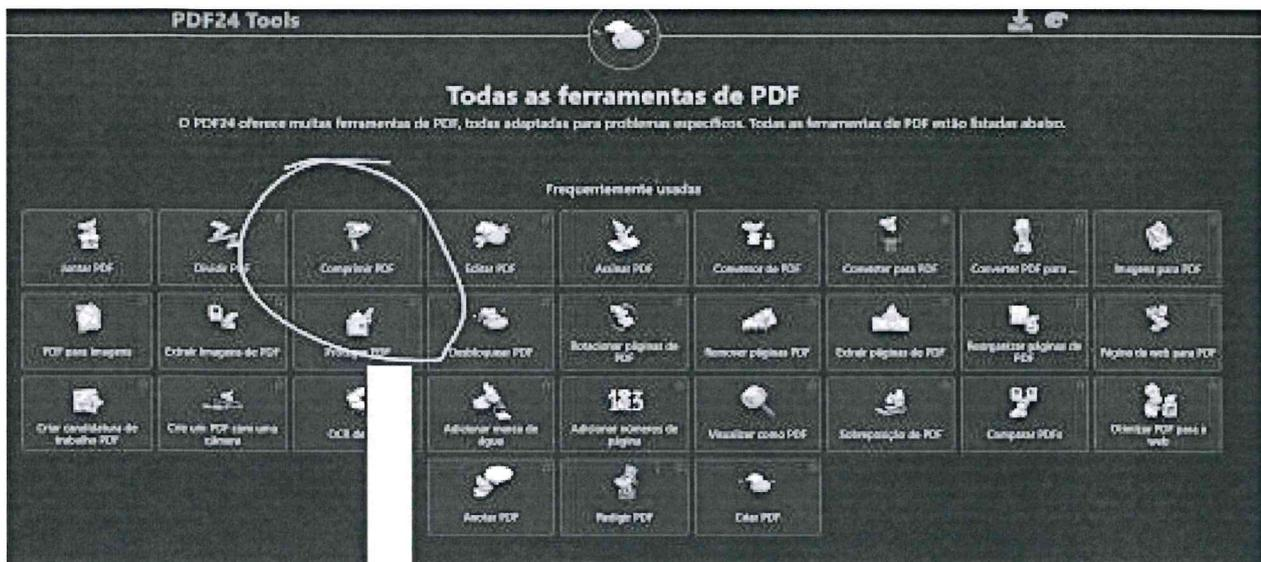 PDF24 Tools
Todas as ferramentas de PDF
O PDF24 oferece muitas ferramentas de PDF, todas adaptadas para problemas específicos. Todas as ferramentas de PDF estão listadas abaixo.
Frequentemente usadas
Juntar PDF
Dividir PDF
Comprimir PDF
Editar PDF
Assinar PDF
Conversor de PDF
Converter para PDF
Converter PDF para ...
Imagens para PDF
PDF para Imagens
Extrair Imagens de PDF
Proteger PDF
Desbloquear PDF
Rotacionar páginas de
PDF
Remover páginas PDF
Extrair páginas de PDF
Reorganizar páginas de
PDF
Página da web para PDF
Criar candidatura de
trabalho PDF
Crie um PDF com uma
câmara
OCR de
Adicionar marca de
água
123
Adicionar números de
página
Visualizar como PDF
Sobreposição de PDF
Comparar PDFs
Otimizar PDF para a
web
Anotar PDF
Redigir PDF
Criar PDF